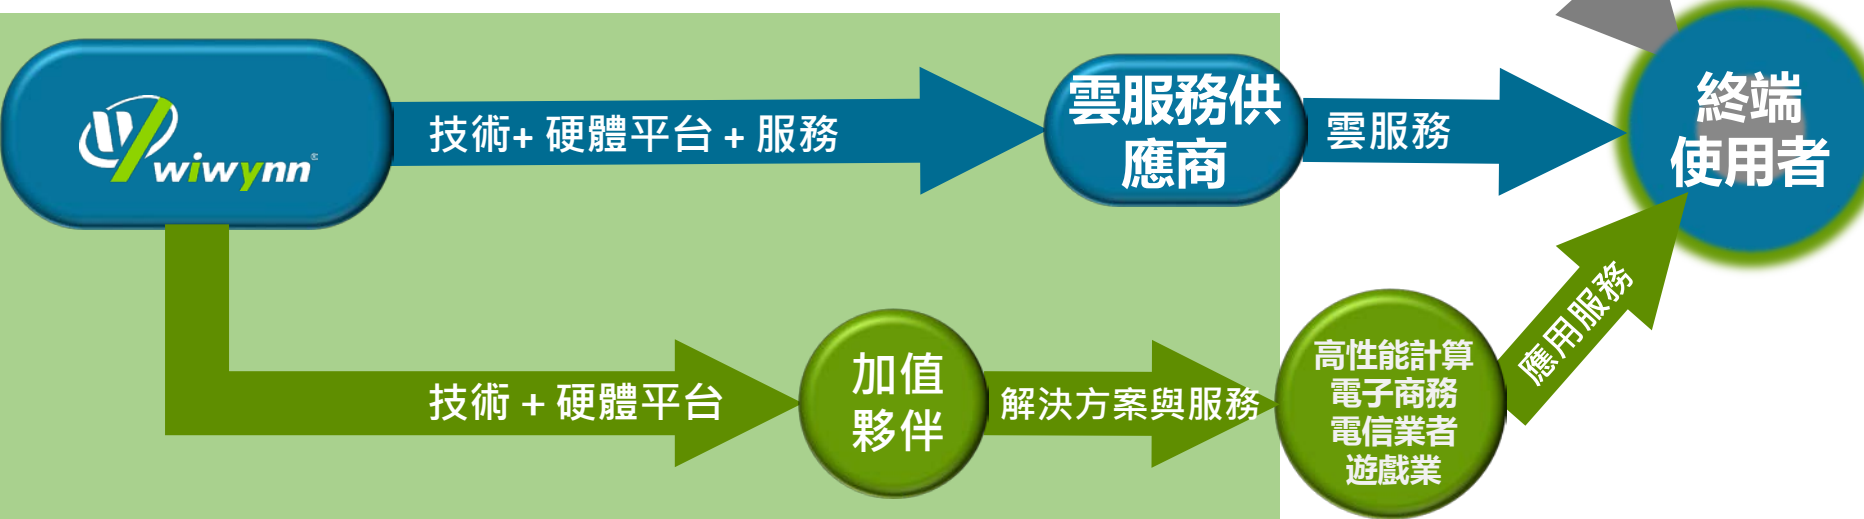 wiwynn®
技術+ 硬體平台 + 服務
雲服務供
應商
雲服務
終端
使用者
技術 + 硬體平台
加值
夥伴
解決方案與服務
高性能計算
電子商務
電信業者
遊戲業
應用服務